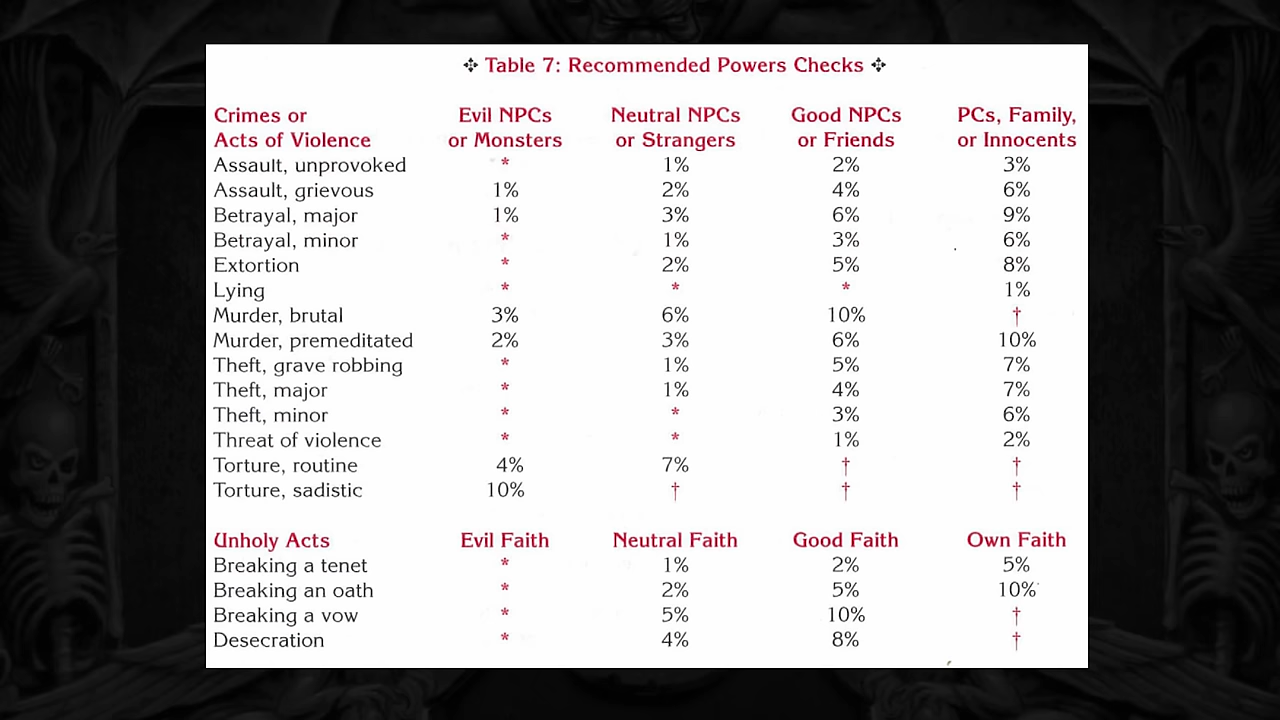 ✣ Table 7: Recommended Powers Checks ✣
Crimes or Evil NPCs Neutral NPCs Good NPCs PCs, Family,
Acts of Violence or Monsters or Strangers or Friends or Innocents
Assault, unprovoked * 1% 2% 3%
Assault, grievous 1% 2% 4% 6%
Betrayal, major 1% 3% 6% 9%
Betrayal, minor * 1% 3% 6%
Extortion * 2% 5% 8%
Lying * * * 1%
Murder, brutal 3% 6% 10% †
Murder, premeditated 2% 3% 6% 10%
Theft, grave robbing * 1% 5% 7%
Theft, major * 1% 4% 7%
Theft, minor * * 3% 6%
Threat of violence * * 1% 2%
Torture, routine 4% 7% † †
Torture, sadistic 10% † † †
Unholy Acts Evil Faith Neutral Faith Good Faith Own Faith
Breaking a tenet * 1% 2% 5%
Breaking an oath * 2% 5% 10%
Breaking a vow * 5% 10% †
Desecration * 4% 8% †